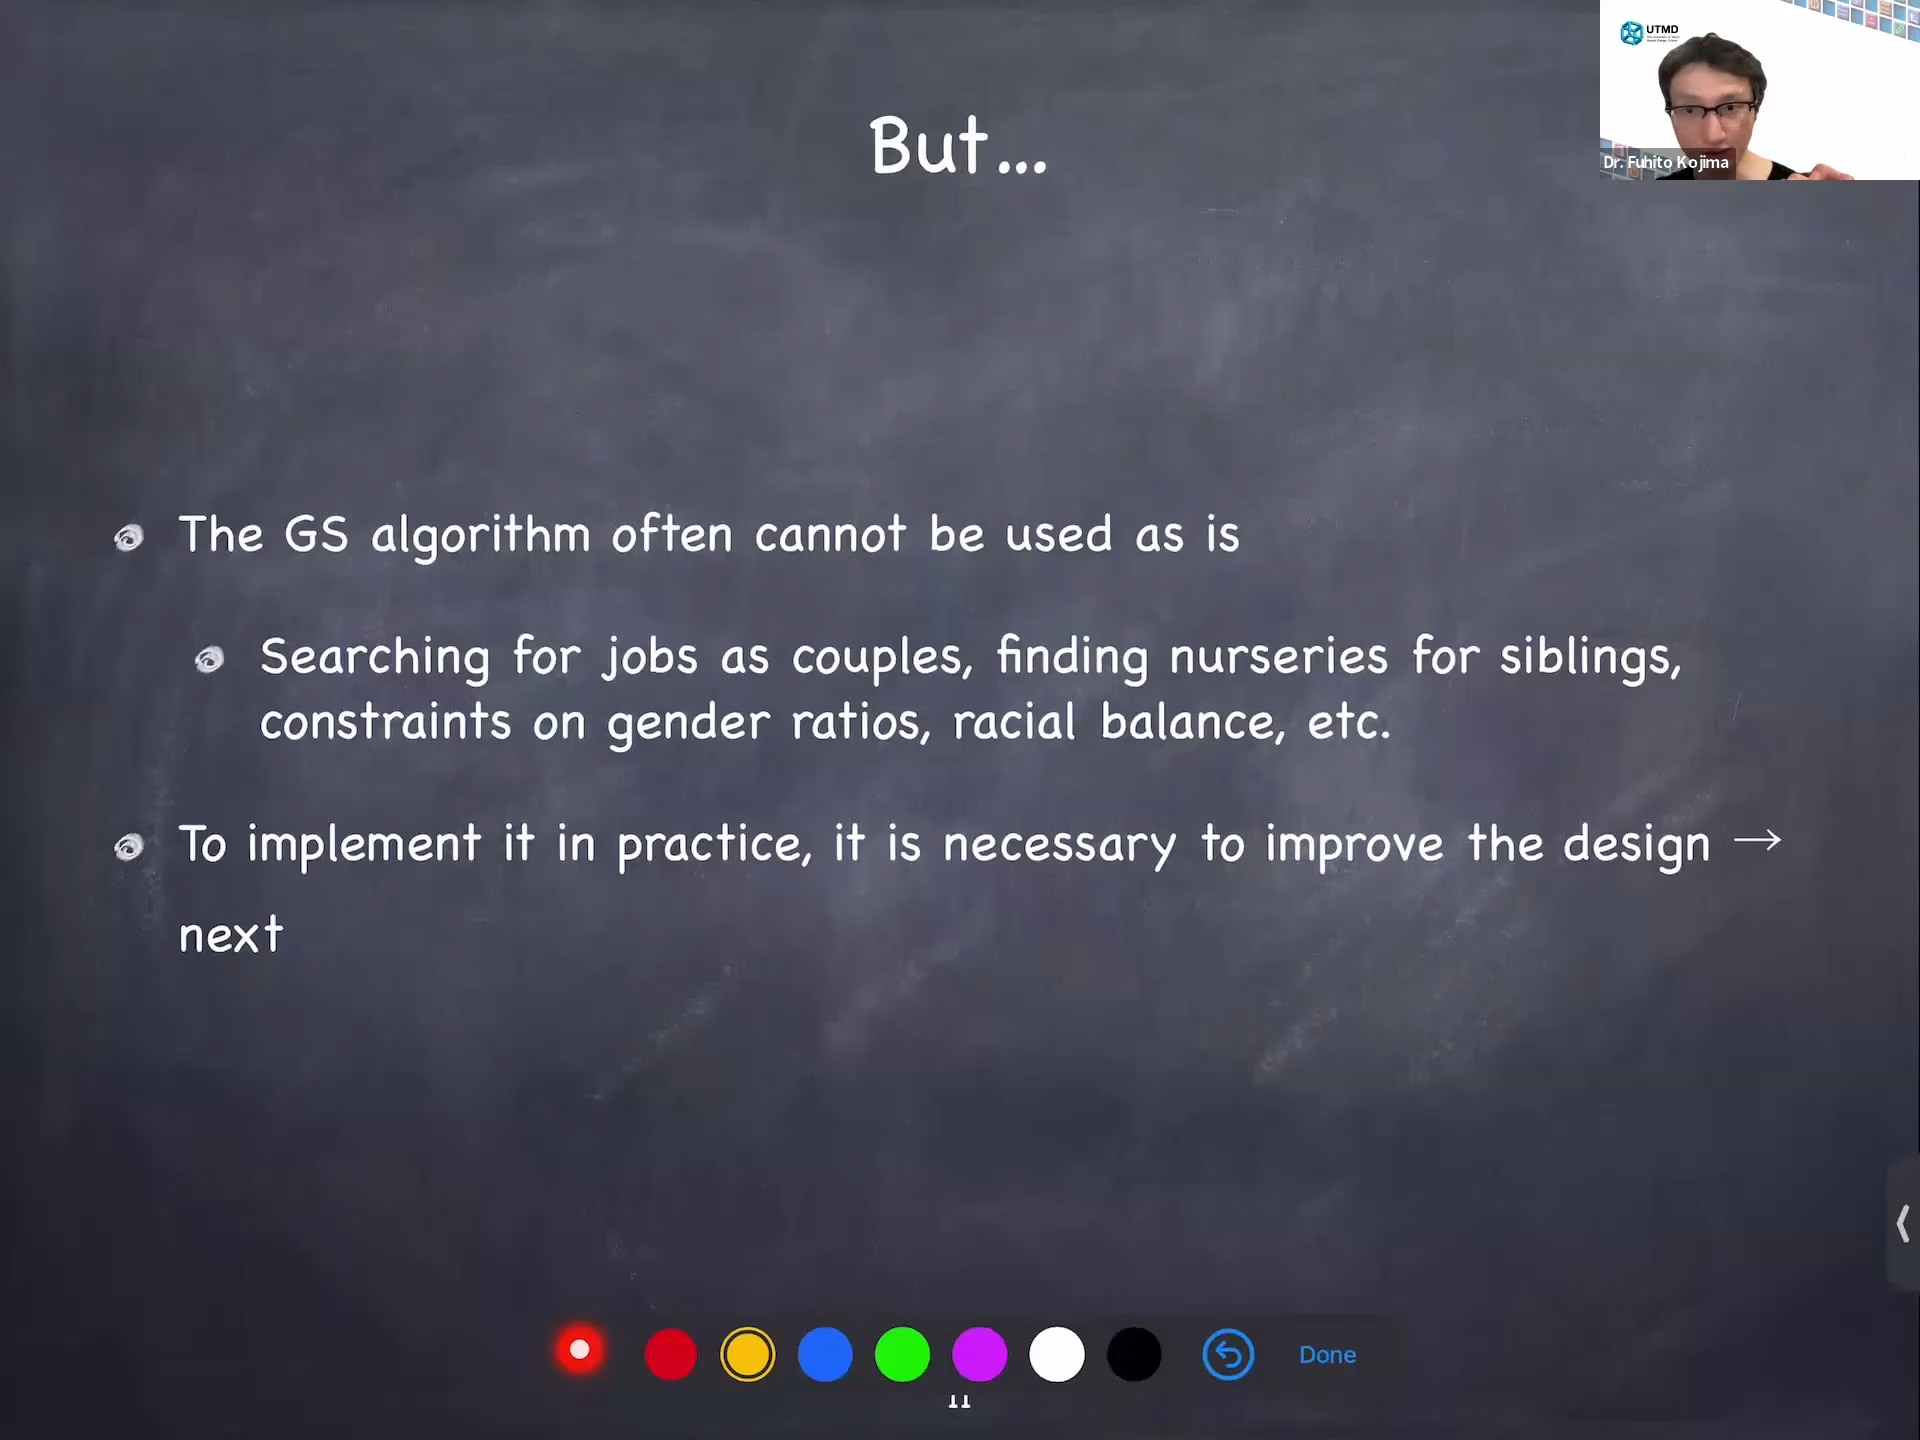 UTMD
Dr. Fuhito Kojima
But...
The GS algorithm often cannot be used as is
Searching for jobs as couples, finding nurseries for siblings,
constraints on gender ratios, racial balance, etc.
To implement it in practice, it is necessary to improve the design →
next
Done
11